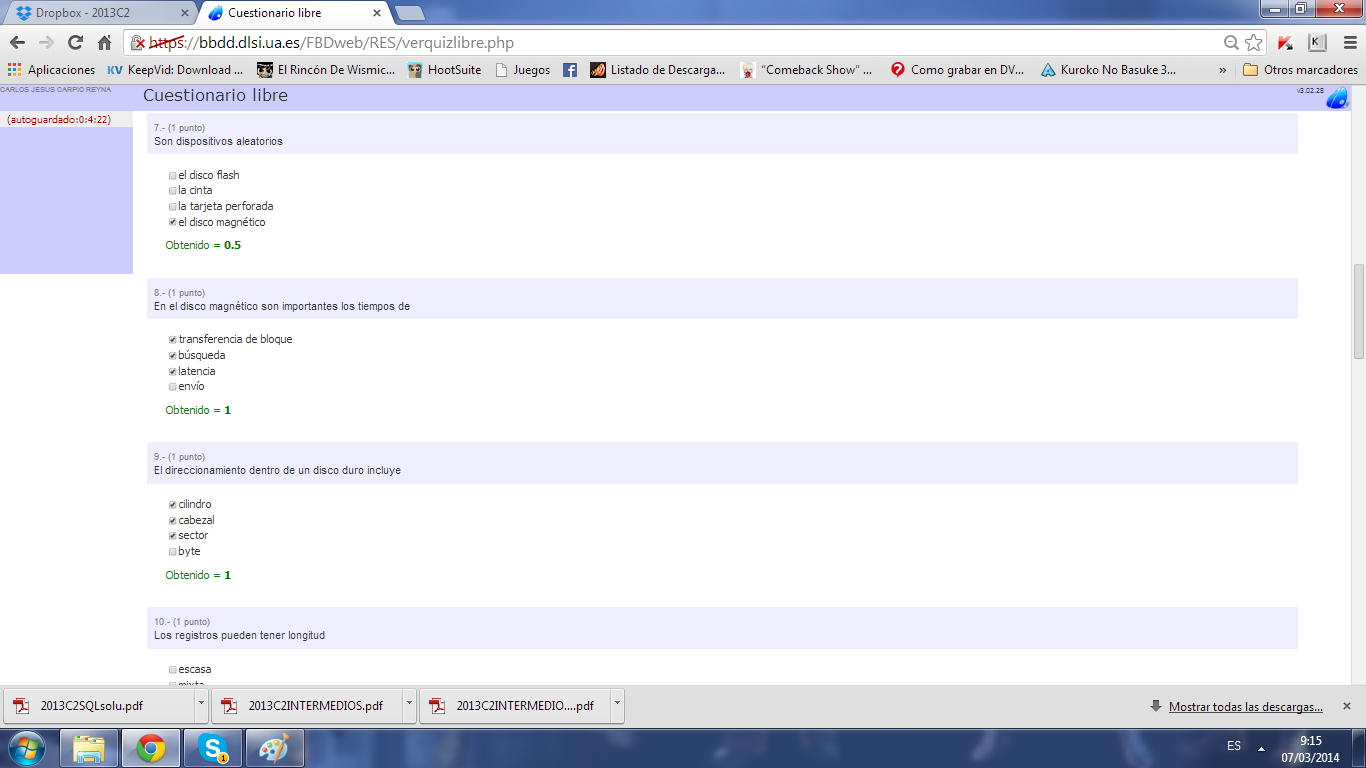 Dropbox - 2013C2
Cuestionario libre
https://bbdd.dlsi.ua.es/FBDweb/RES/verquizlibre.php
Aplicaciones
KeepVid: Download ...
El Rincón De Wismic...
HootSuite
Juegos
Listado de Descarga...
"Comeback Show" ...
Como grabar en DV...
Kuroko No Basuke 3...
»
Otros marcadores
CARLOS JESUS CARPIO REYNA
Cuestionario libre
v3.02.28
(autoguardado:0:4:22)
7.- (1 punto)
Son dispositivos aleatorios
el disco flash
la cinta
la tarjeta perforada
el disco magnético
Obtenido = 0.5
8.- (1 punto)
En el disco magnético son importantes los tiempos de
transferencia de bloque
búsqueda
latencia
envío
Obtenido = 1
9.- (1 punto)
El direccionamiento dentro de un disco duro incluye
cilindro
cabezal
sector
byte
Obtenido = 1
10.- (1 punto)
Los registros pueden tener longitud
escasa
mixta
2013C2SQLsolu.pdf
2013C2INTERMEDIOS.pdf
2013C2INTERMEDIO....pdf
Mostrar todas las descargas...
ES
9:15
07/03/2014